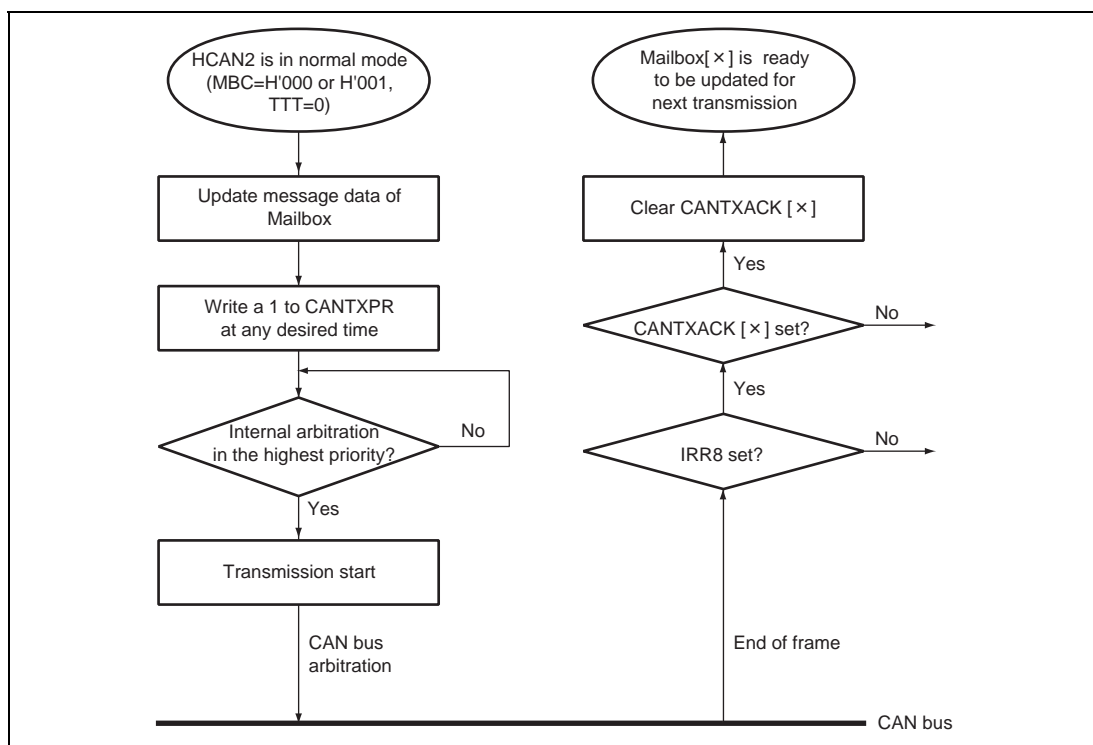 HCAN2 is in normal mode
(MBC=H'000 or H'001,
TTT=0)
Update message data of
Mailbox
Write a 1 to CANTXPR
at any desired time
Internal arbitration
in the highest priority?
No
Yes
Transmission start
CAN bus
arbitration
Mailbox[×] is ready
to be updated for
next transmission
Clear CANTXACK [×]
Yes
CANTXACK [×] set?
No
Yes
IRR8 set?
No
End of frame
CAN bus